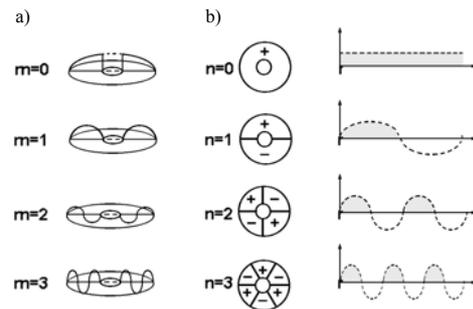 a) b)
m=0 n=0 +
m=1 n=1 +
−
m=2 n=2 + −
− +
m=3 n=3 + − + − + −